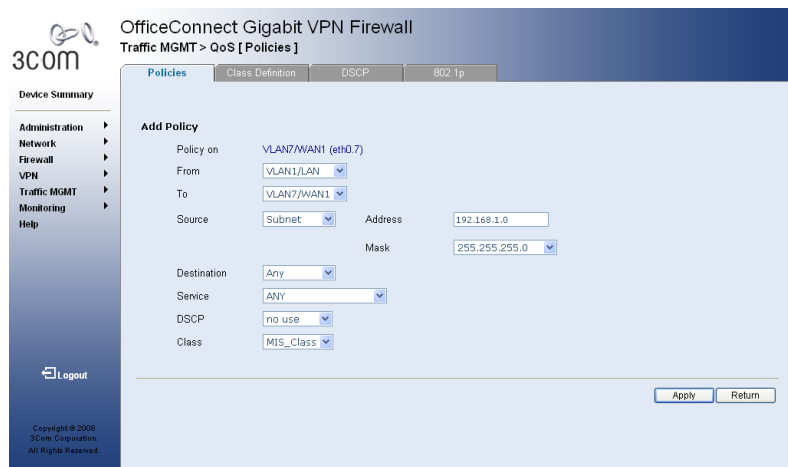 3com
OfficeConnect Gigabit VPN Firewall
Traffic MGMT > QoS [ Policies ]
Policies Class Definition DSCP 802.1p
Device Summary
Administration
Network
Firewall
VPN
Traffic MGMT
Monitoring
Help
Logout
Copyright © 2008
3Com Corporation.
All Rights Reserved.
Add Policy
Policy on VLAN7/WAN1 (eth0.7)
From VLAN1/LAN
To VLAN7/WAN1
Source Subnet Address 192.168.1.0
Mask 255.255.255.0
Destination Any
Service ANY
DSCP no use
Class MIS_Class
Apply Return